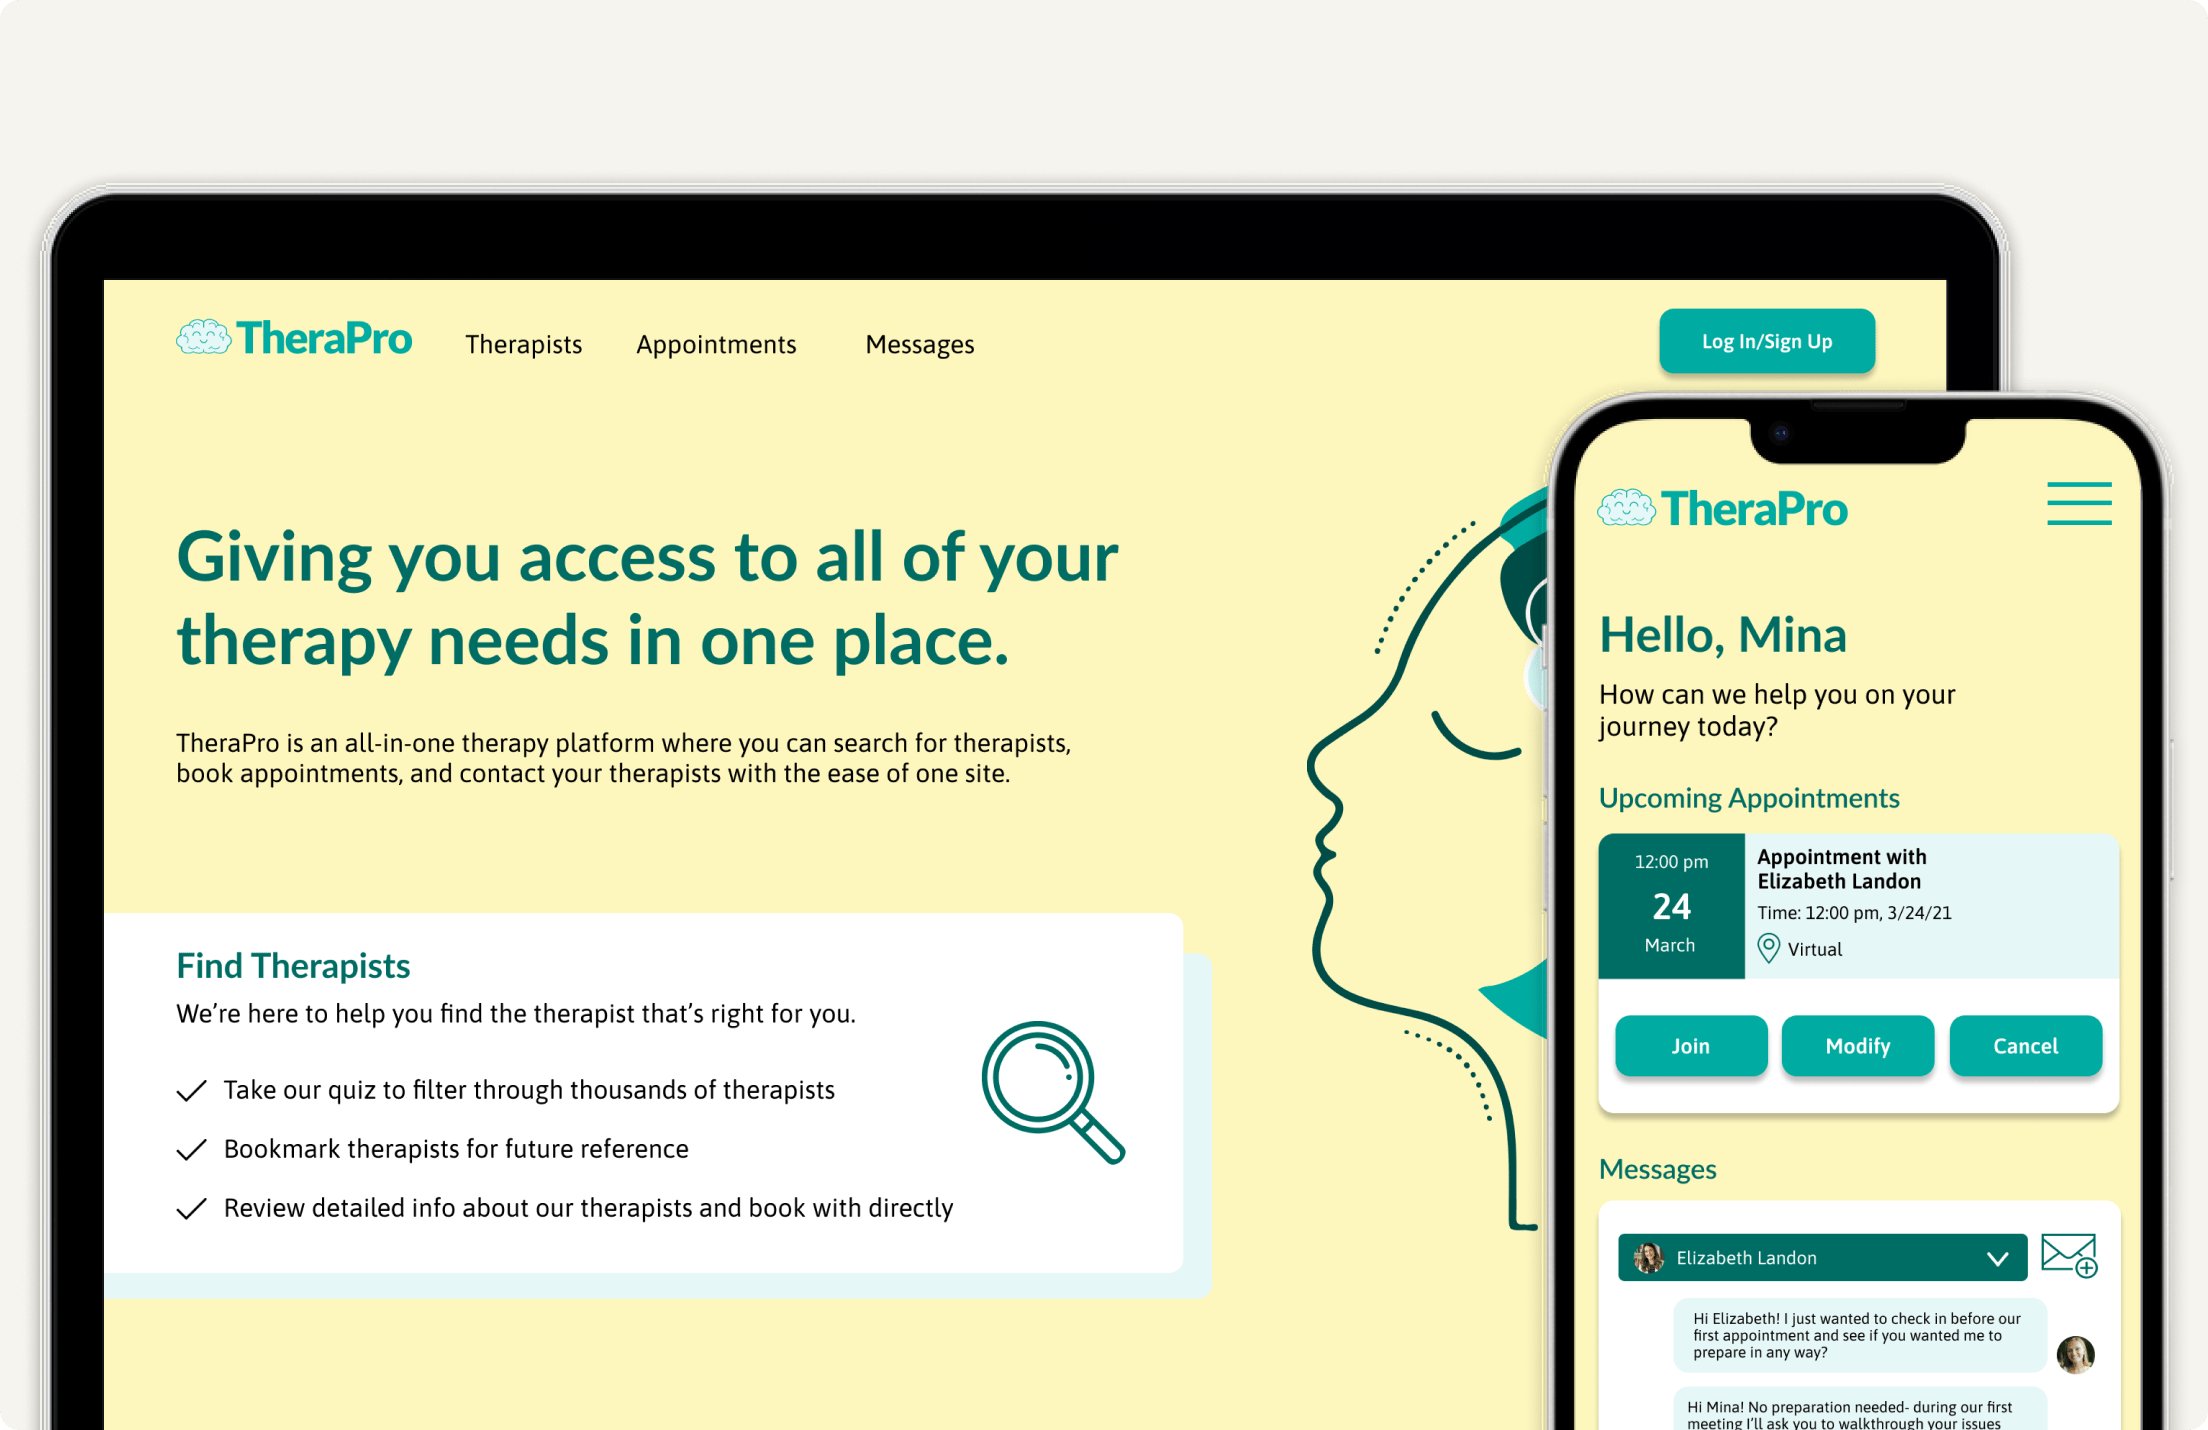 TheraPro
Therapists
Appointments
Messages
Log In/Sign Up
Giving you access to all of your
therapy needs in one place.
TheraPro is an all-in-one therapy platform where you can search for therapists,
book appointments, and contact your therapists with the ease of one site.
Find Therapists
We’re here to help you find the therapist that’s right for you.
Take our quiz to filter through thousands of therapists
Bookmark therapists for future reference
Review detailed info about our therapists and book with directly
TheraPro
Hello, Mina
How can we help you on your
journey today?
Upcoming Appointments
12:00 pm
24
March
Appointment with
Elizabeth Landon
Time: 12:00 pm, 3/24/21
Virtual
Join
Modify
Cancel
Messages
Elizabeth Landon
Hi Elizabeth! I just wanted to check in before our
first appointment and see if you wanted me to
prepare in any way?
Hi Mina! No preparation needed- during our first
meeting I’ll ask you to walkthrough your issues